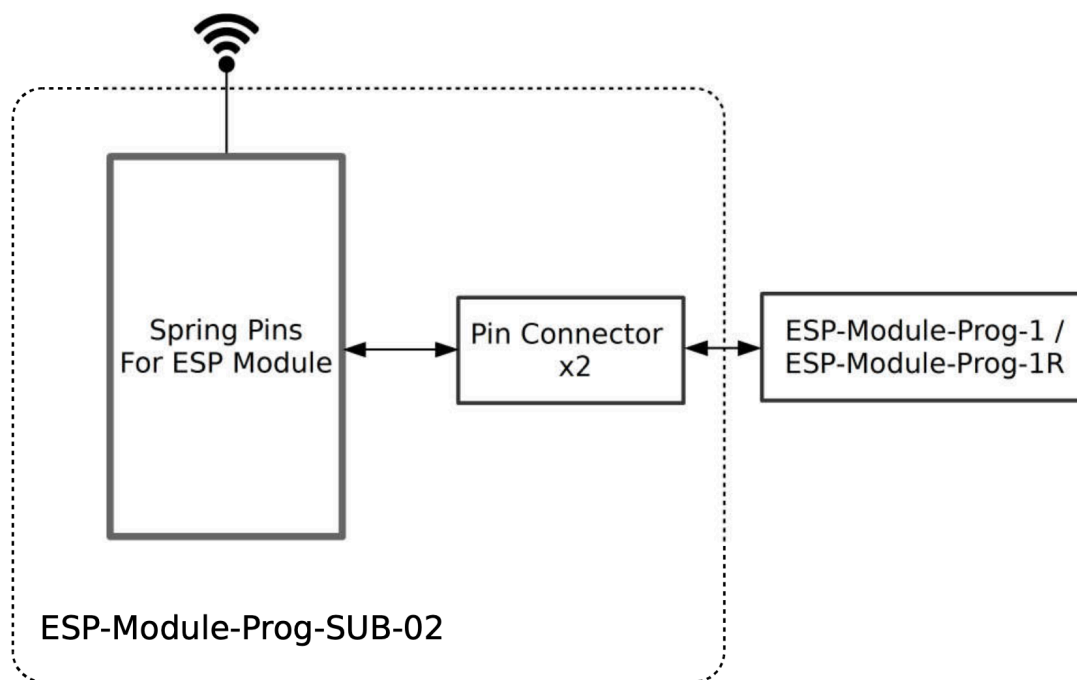 Spring Pins
For ESP Module
Pin Connector
x2
ESP-Module-Prog-1 /
ESP-Module-Prog-1R
ESP-Module-Prog-SUB-02